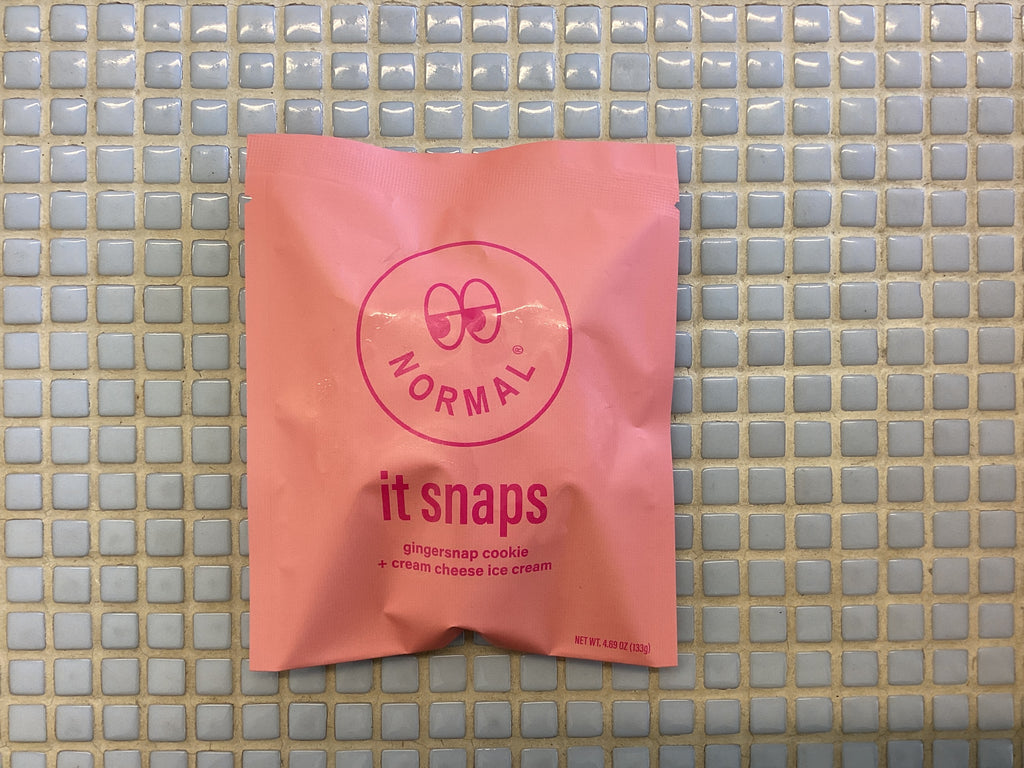 NORMAL®
it snaps
gingersnap cookie
+ cream cheese ice cream
NET WT. 4.69 OZ (133g)